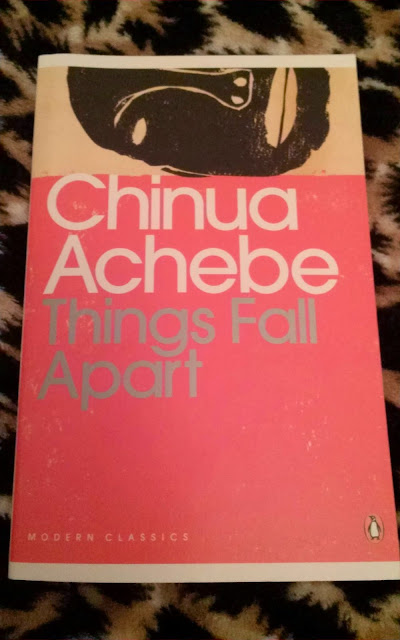 Chinua
Achebe
Things Fall
Apart
MODERN CLASSICS